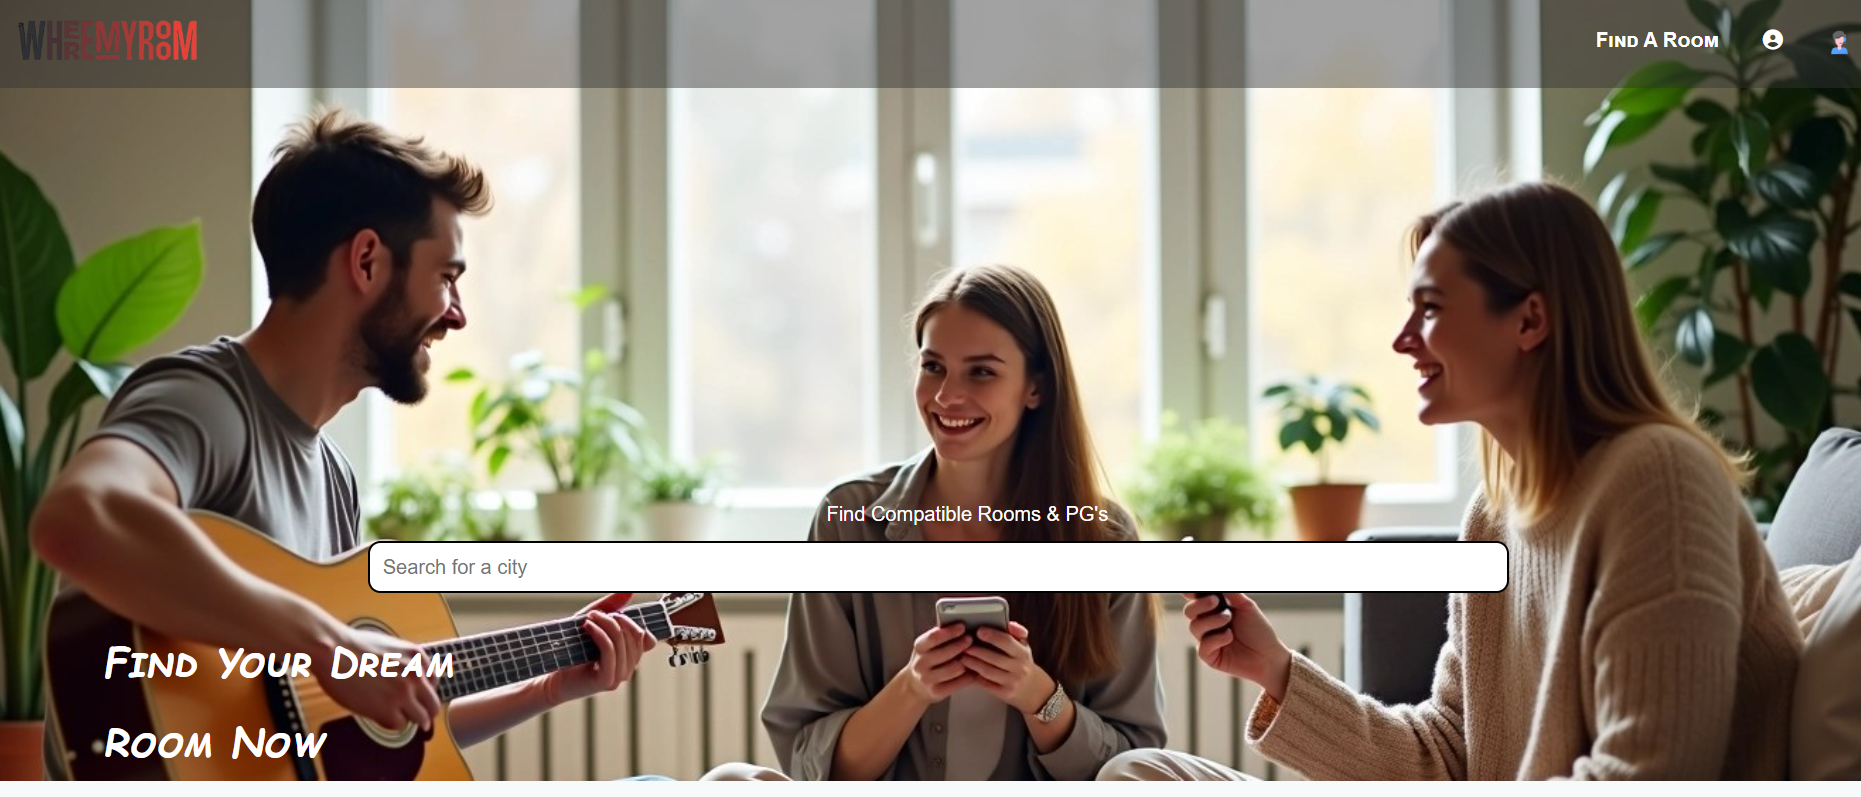 WHEREMYROOM
Find A Room
Find Compatible Rooms & PG's
Search for a city
Find Your Dream
Room Now